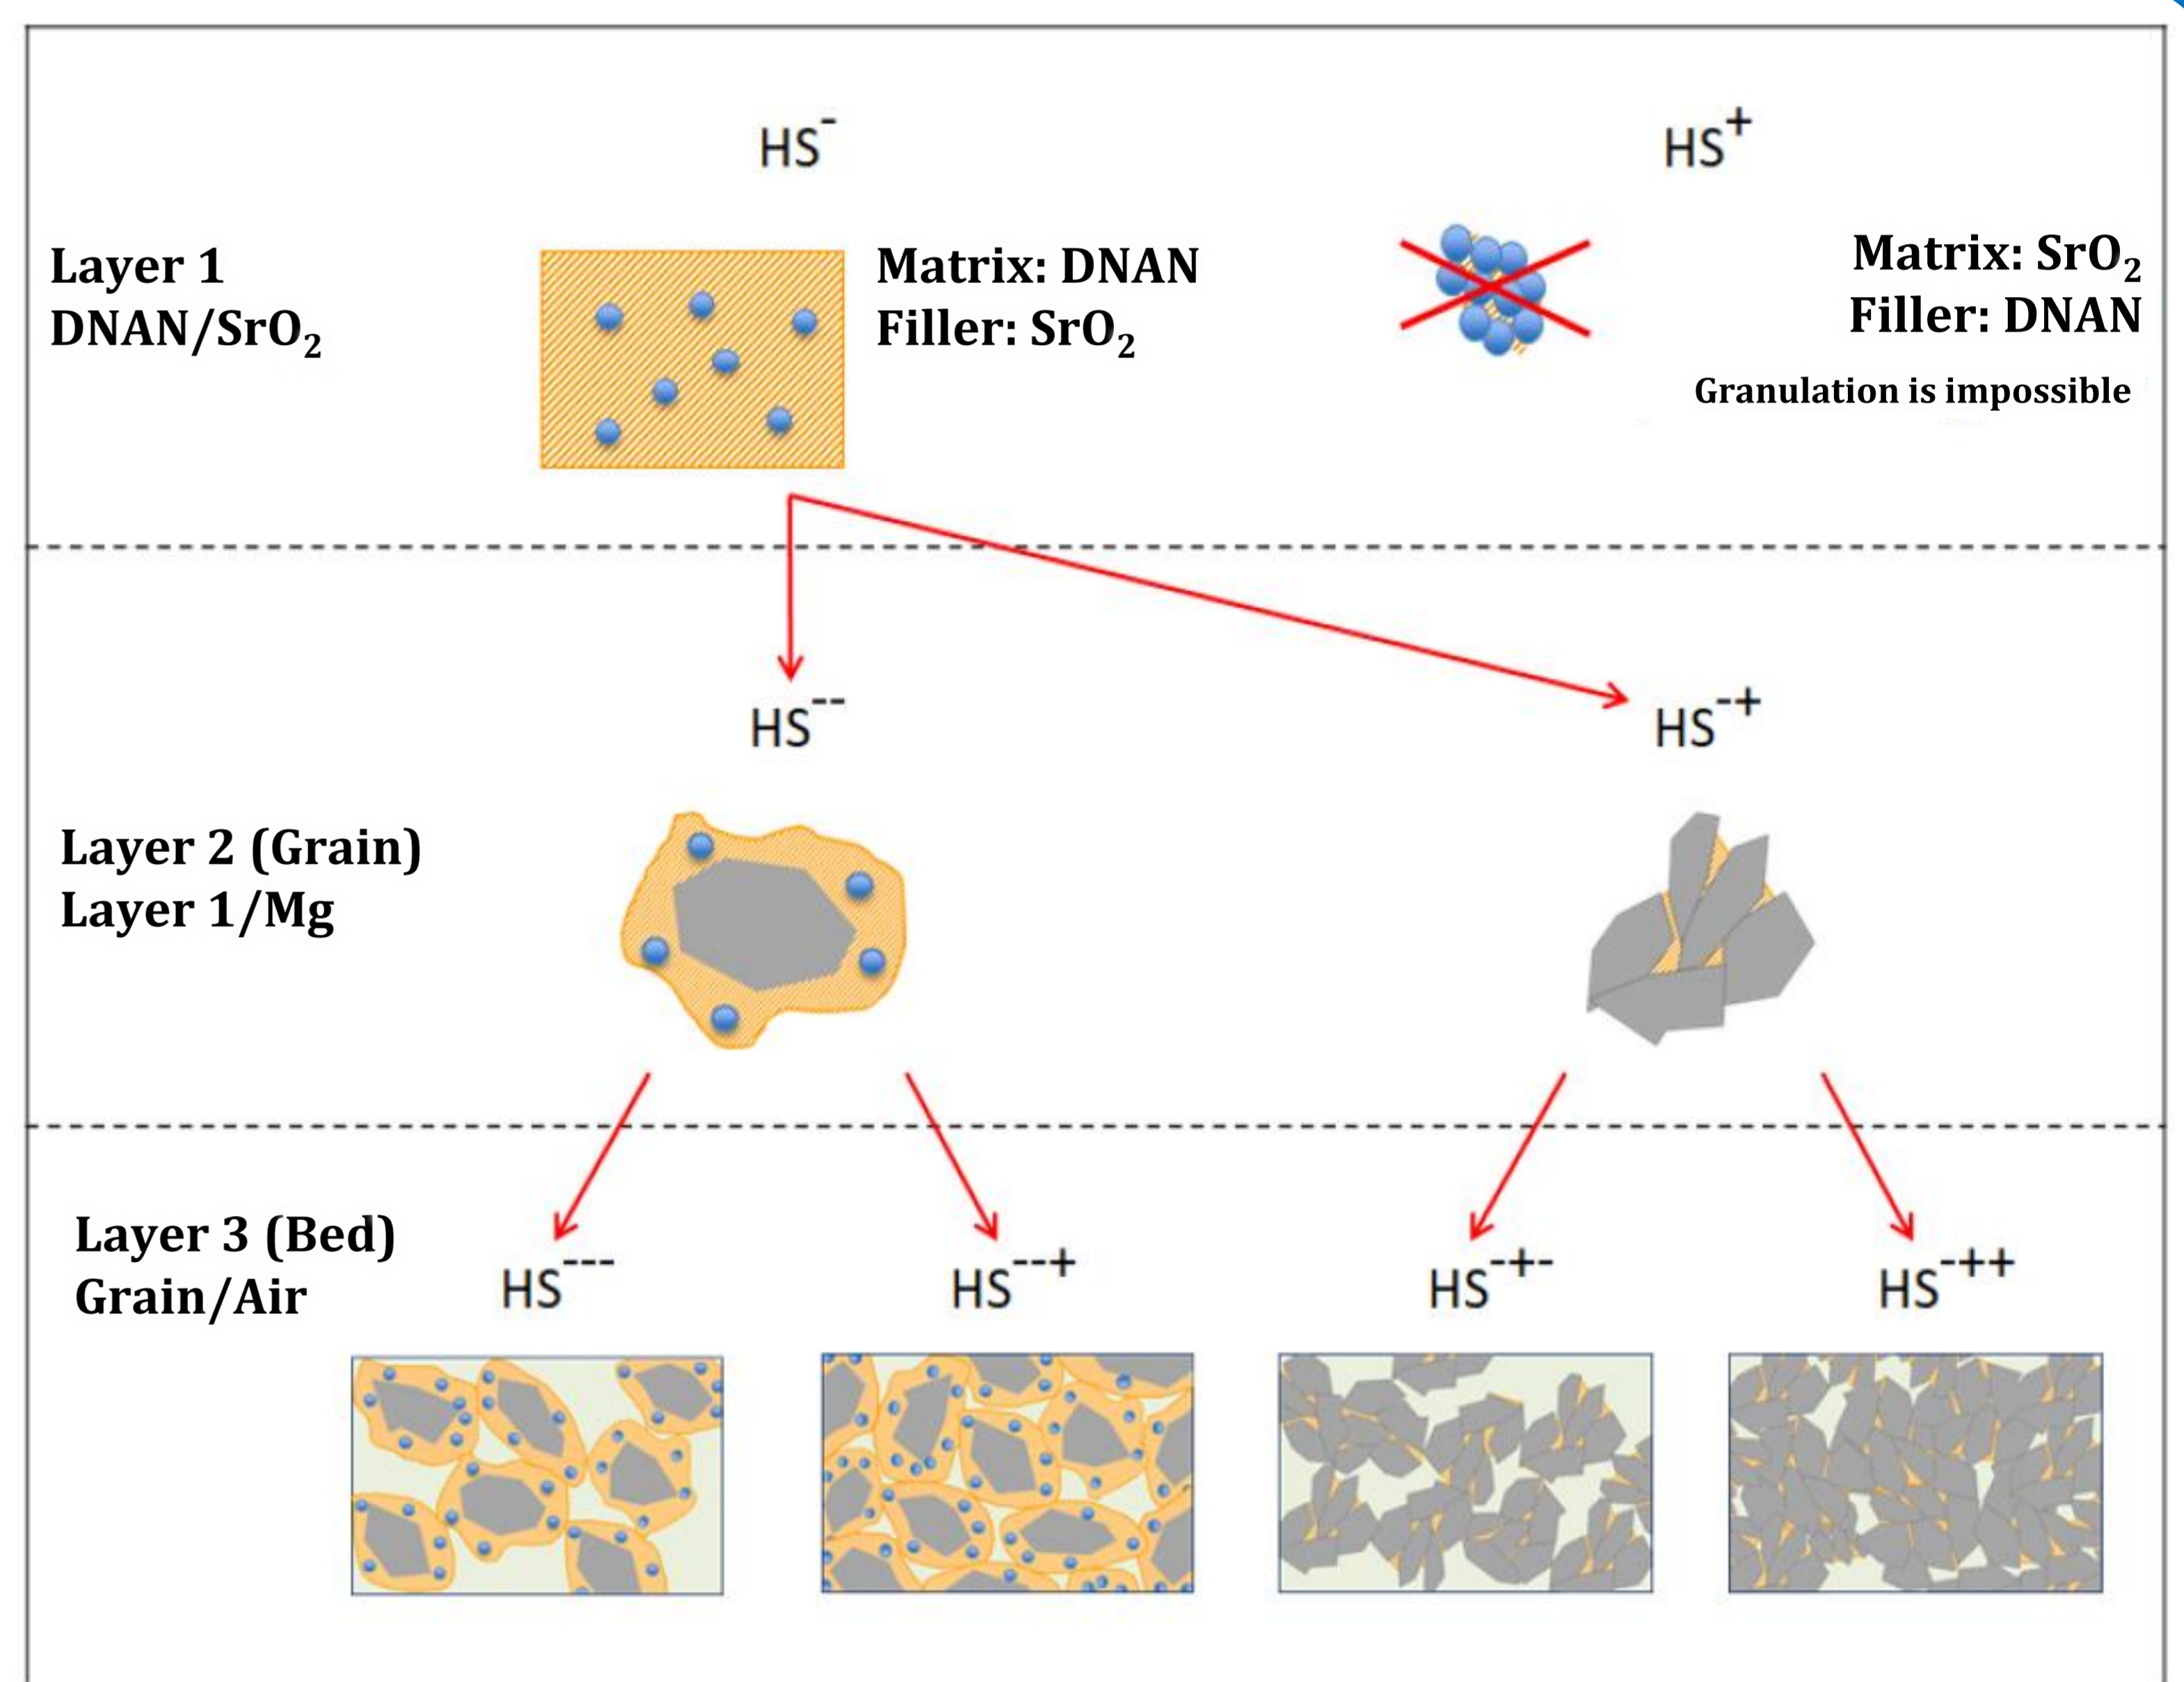 HS⁻
HS⁺
Layer 1
DNAN/SrO₂
Matrix: DNAN
Filler: SrO₂
Matrix: SrO₂
Filler: DNAN
Granulation is impossible
HS⁻⁻
HS⁻⁺
Layer 2 (Grain)
Layer 1/Mg
Layer 3 (Bed)
Grain/Air
HS⁻⁻⁻
HS⁻⁻⁺
HS⁻⁺⁻
HS⁻⁺⁺